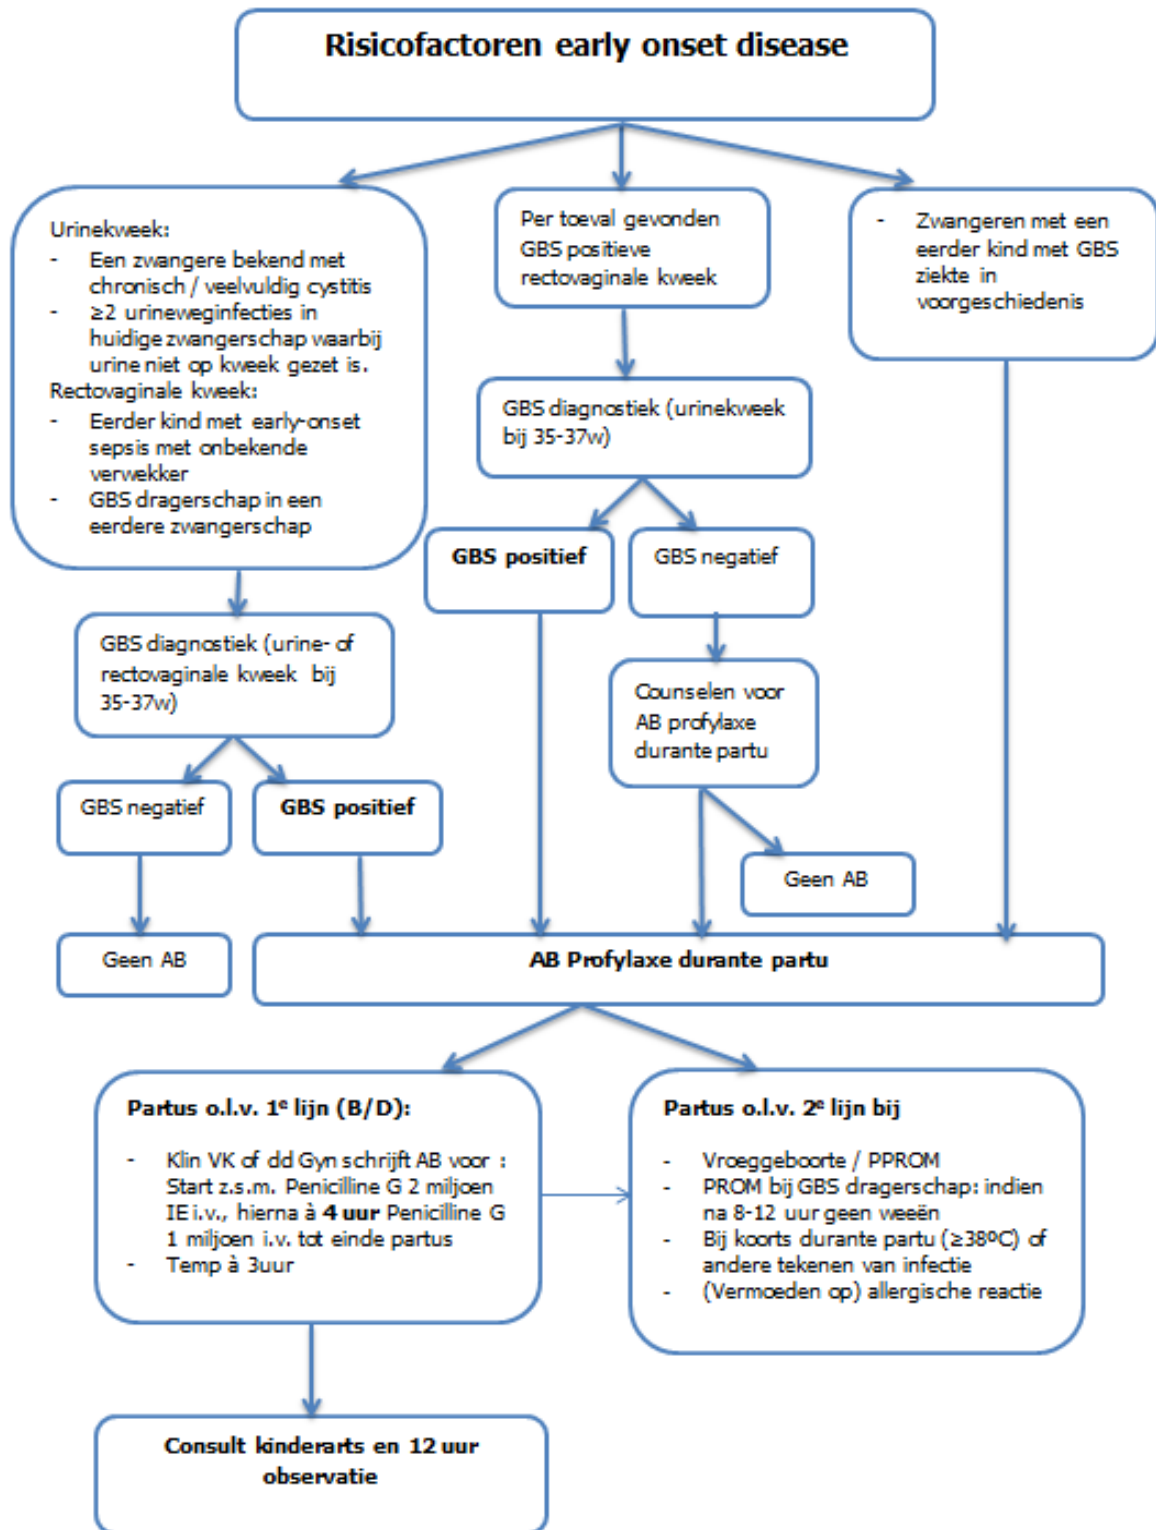 Risicofactoren early onset disease
Urinekweek:
- Een zwangere bekend met
chronisch / veelvuldig cystitis
- ≥2 urineweginfecties in
huidige zwangerschap waarbij
urine niet op kweek gezet is.
Rectovaginale kweek:
- Eerder kind met early-onset
sepsis met onbekende
verwekker
- GBS dragerschap in een
eerdere zwangerschap
Per toeval gevonden
GBS positieve
rectovaginale kweek
- Zwangeren met een
eerder kind met GBS
ziekte in
voorgeschiedenis
GBS diagnostiek (urinekweek
bij 35-37w)
GBS positief
GBS negatief
GBS diagnostiek (urine- of
rectovaginale kweek bij
35-37w)
Counselen voor
AB profylaxe
durante partu
GBS negatief
GBS positief
Geen AB
Geen AB
AB Profylaxe durante partu
Partus o.l.v. 1e lijn (B/D):
- Klin VK of dd Gyn schrijft AB voor :
Start z.s.m. Penicilline G 2 miljoen
IE i.v., hierna à 4 uur Penicilline G
1 miljoen i.v. tot einde partus
- Temp à 3uur
Partus o.l.v. 2e lijn bij
- Vroeggeboorte / PPROM
- PROM bij GBS dragerschap: indien
na 8-12 uur geen weeën
- Bij koorts durante partu (≥38ºC) of
andere tekenen van infectie
- (Vermoeden op) allergische reactie
Consult kinderarts en 12 uur
observatie